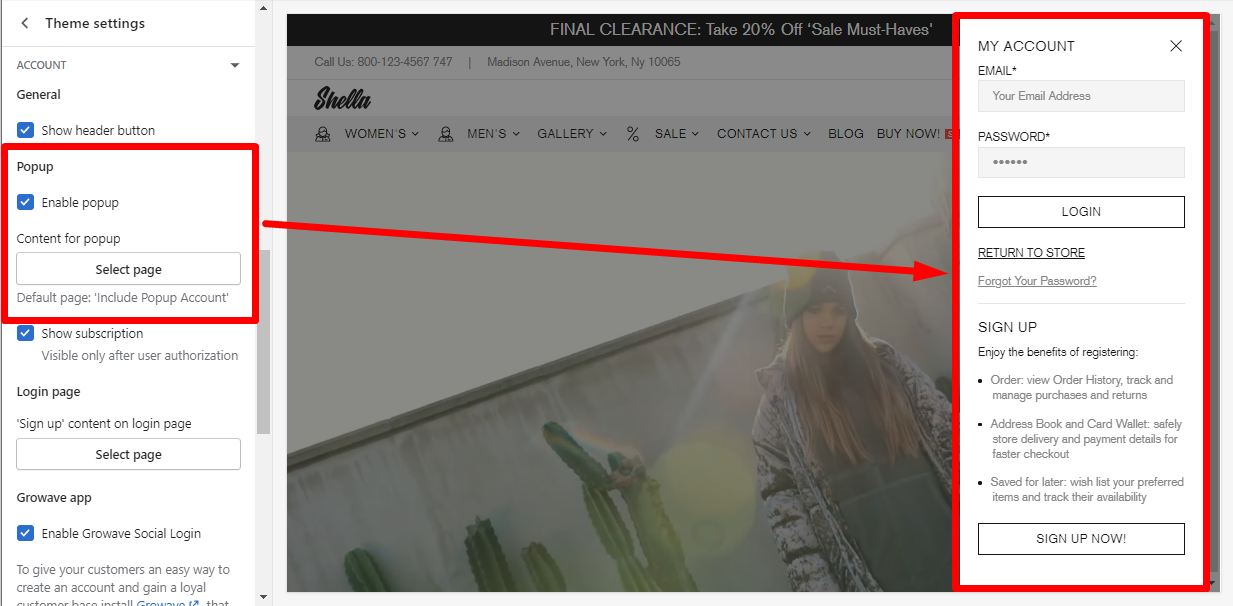 Theme settings
ACCOUNT
General
Show header button
Popup
Enable popup
Content for popup
Select page
Default page: 'Include Popup Account'
Show subscription
Visible only after user authorization
Login page
'Sign up' content on login page
Select page
Growave app
Enable Growave Social Login
To give your customers an easy way to
create an account and gain a loyal
customer base install Growave , that
FINAL CLEARANCE: Take 20% Off ‘Sale Must-Haves'
Call Us: 800-123-4567 747 | Madison Avenue, New York, Ny 10065
Shella
WOMEN'S MEN'S GALLERY % SALE CONTACT US BLOG BUY NOW! S
MY ACCOUNT
EMAIL*
Your Email Address
PASSWORD*
••••••
LOGIN
RETURN TO STORE
Forgot Your Password?
SIGN UP
Enjoy the benefits of registering:
• Order: view Order History, track and
manage purchases and returns
• Address Book and Card Wallet: safely
store delivery and payment details for
faster checkout
• Saved for later: wish list your preferred
items and track their availability
SIGN UP NOW!